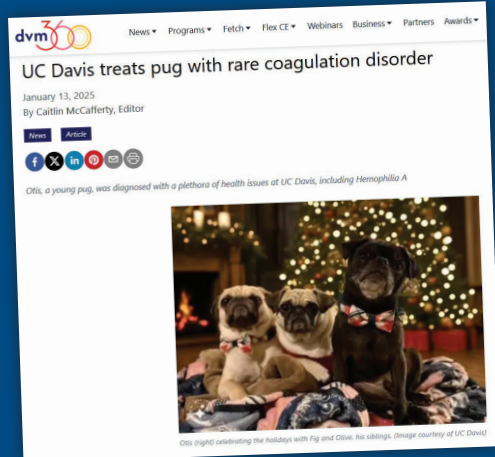 dvm360
News Programs Fetch Flex CE Webinars Business Partners Awards
UC Davis treats pug with rare coagulation disorder
January 13, 2025
By Caitlin McCafferty, Editor
News Article
Otis, a young pug, was diagnosed with a plethora of health issues at UC Davis, including Hemophilia A
Otis (right) celebrating the holidays with Fig and Olive, his siblings. (Image courtesy of UC Davis)